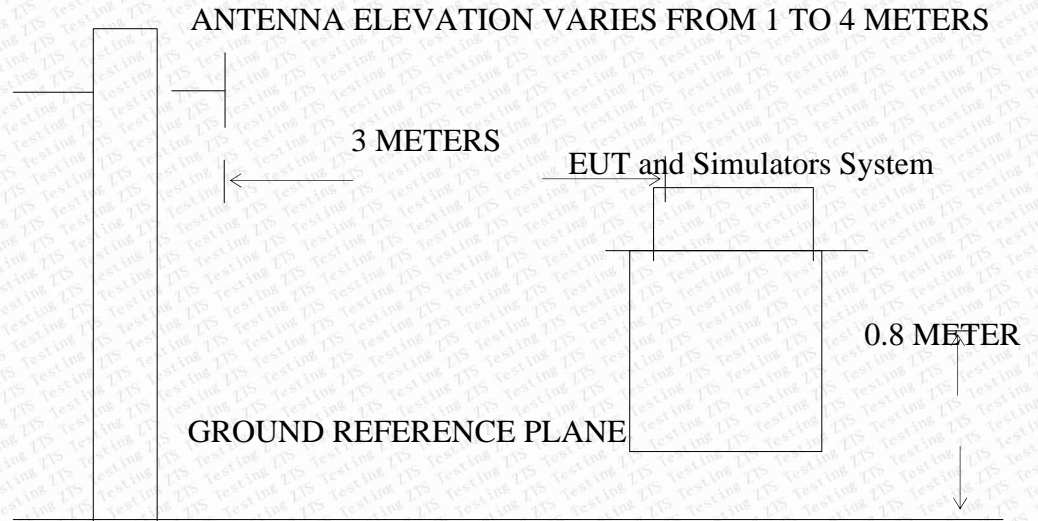 ANTENNA ELEVATION VARIES FROM 1 TO 4 METERS
3 METERS
EUT and Simulators System
0.8 METER
GROUND REFERENCE PLANE